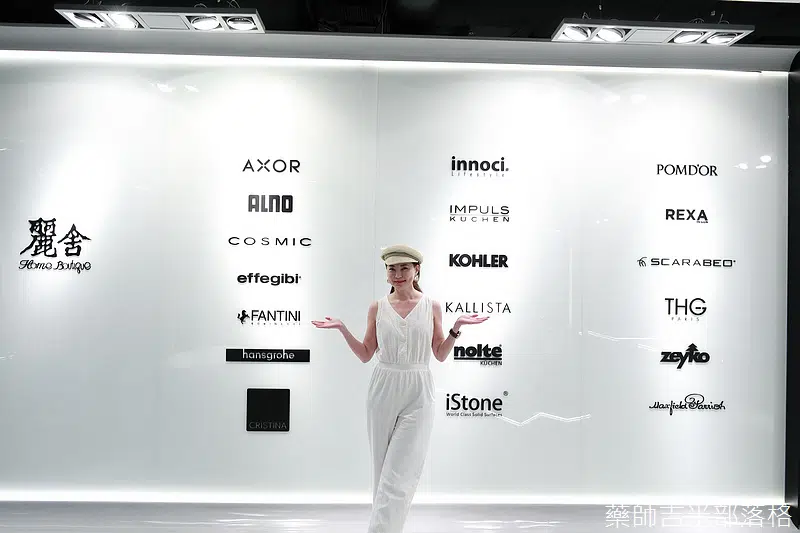 麗舍
Home Boutique
AXOR
ALNO
COSMIC
effegibi
FANTINI
hansgrohe
CRISTINA
innoci.
Lifestyle
IMPULS
KÜCHEN
KOHLER
KALLISTA
nolte
KÜCHEN
iStone®
World Class Solid Surfaces
POMD'OR
REXA
SCARABEO
THG
PARIS
zeyko
Maxfield Parrish
藥師吉米部落格